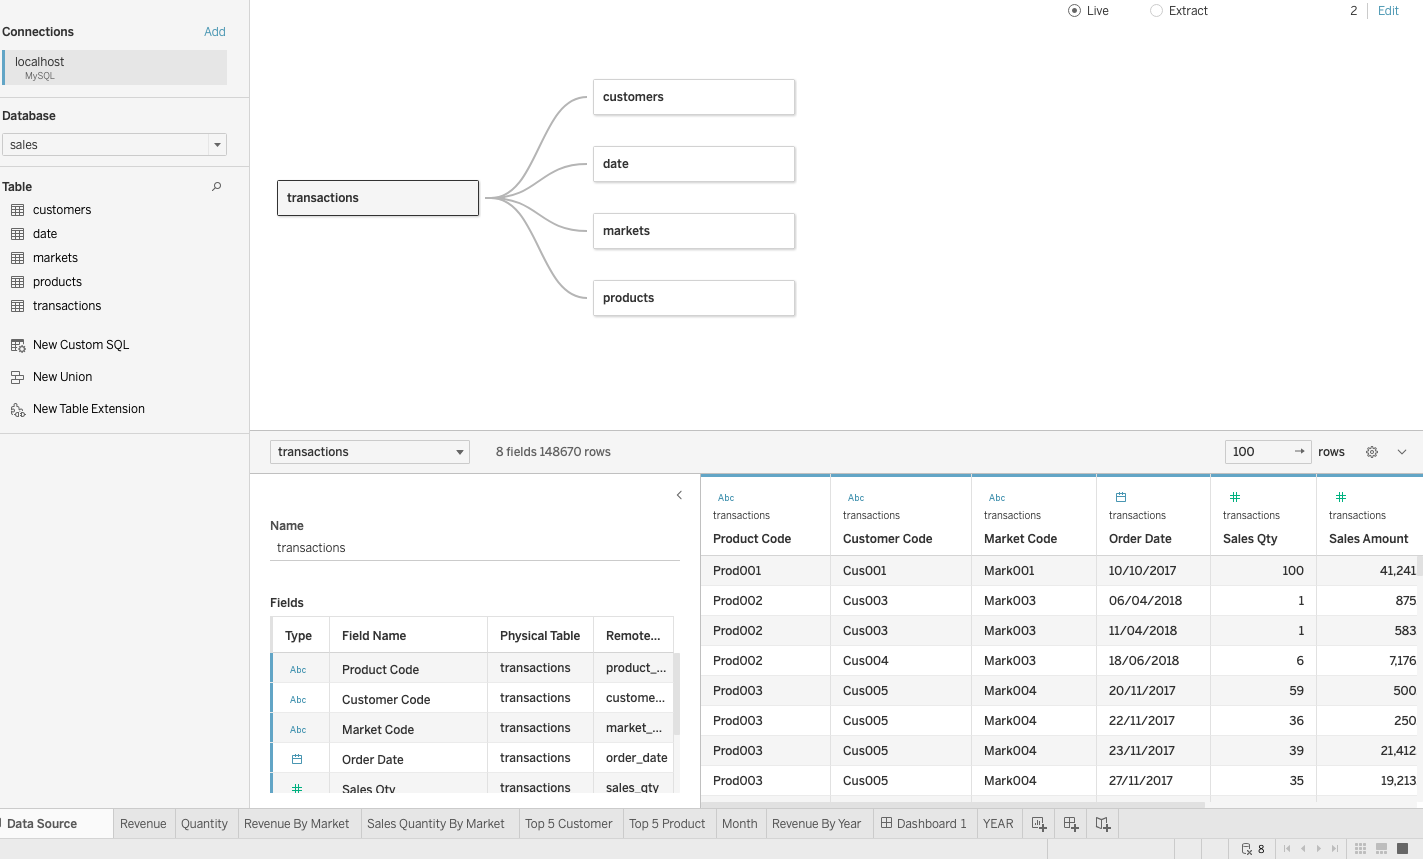 Connections Add
localhost
MySQL
Database
sales
Table
customers
date
markets
products
transactions
New Custom SQL
New Union
New Table Extension
Live Extract 2 Edit
transactions
customers
date
markets
products
transactions 8 fields 148670 rows 100 rows
Name
transactions
Fields
Type Field Name Physical Table Remote...
Abc Product Code transactions product_...
Abc Customer Code transactions custome...
Abc Market Code transactions market_...
Order Date transactions order_date
# Sales Qty transactions sales_qty
Abc Abc Abc # #
transactions transactions transactions transactions transactions transactions
Product Code Customer Code Market Code Order Date Sales Qty Sales Amount
Prod001 Cus001 Mark001 10/10/2017 100 41,241
Prod002 Cus003 Mark003 06/04/2018 1 875
Prod002 Cus003 Mark003 11/04/2018 1 583
Prod002 Cus004 Mark003 18/06/2018 6 7,176
Prod003 Cus005 Mark004 20/11/2017 59 500
Prod003 Cus005 Mark004 22/11/2017 36 250
Prod003 Cus005 Mark004 23/11/2017 39 21,412
Prod003 Cus005 Mark004 27/11/2017 35 19,213
Data Source Revenue Quantity Revenue By Market Sales Quantity By Market Top 5 Customer Top 5 Product Month Revenue By Year Dashboard 1 YEAR
8